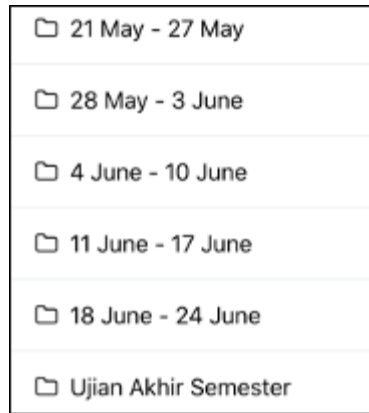 21 May - 27 May
28 May - 3 June
4 June - 10 June
11 June - 17 June
18 June - 24 June
Ujian Akhir Semester